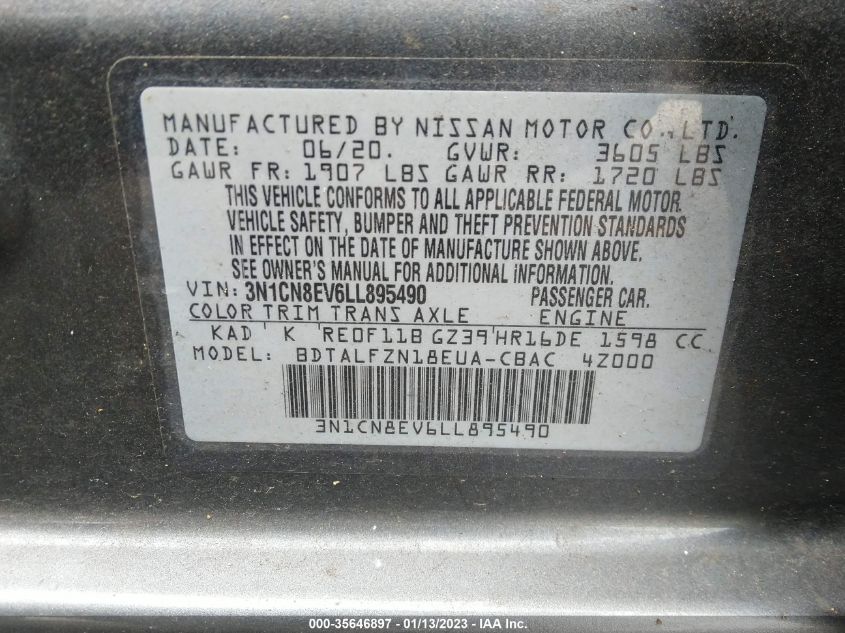 MANUFACTURED BY NISSAN MOTOR CO., LTD.
DATE: 06/20. GVWR: 3605 LBS
GAWR FR: 1907 LBS GAWR RR: 1720 LBS
THIS VEHICLE CONFORMS TO ALL APPLICABLE FEDERAL MOTOR
VEHICLE SAFETY, BUMPER AND THEFT PREVENTION STANDARDS
IN EFFECT ON THE DATE OF MANUFACTURE SHOWN ABOVE.
SEE OWNER'S MANUAL FOR ADDITIONAL INFORMATION.
VIN: 3N1CN8EV6LL895490 PASSENGER CAR.
COLOR TRIM TRANS AXLE ENGINE
KAD K RE0F11B GZ39 HR16DE 1598 CC
MODEL: BDTALFZN18EUA-CBAC 4Z000
3N1CN8EV6LL895490
000-35646897 - 01/13/2023 - IAA Inc.